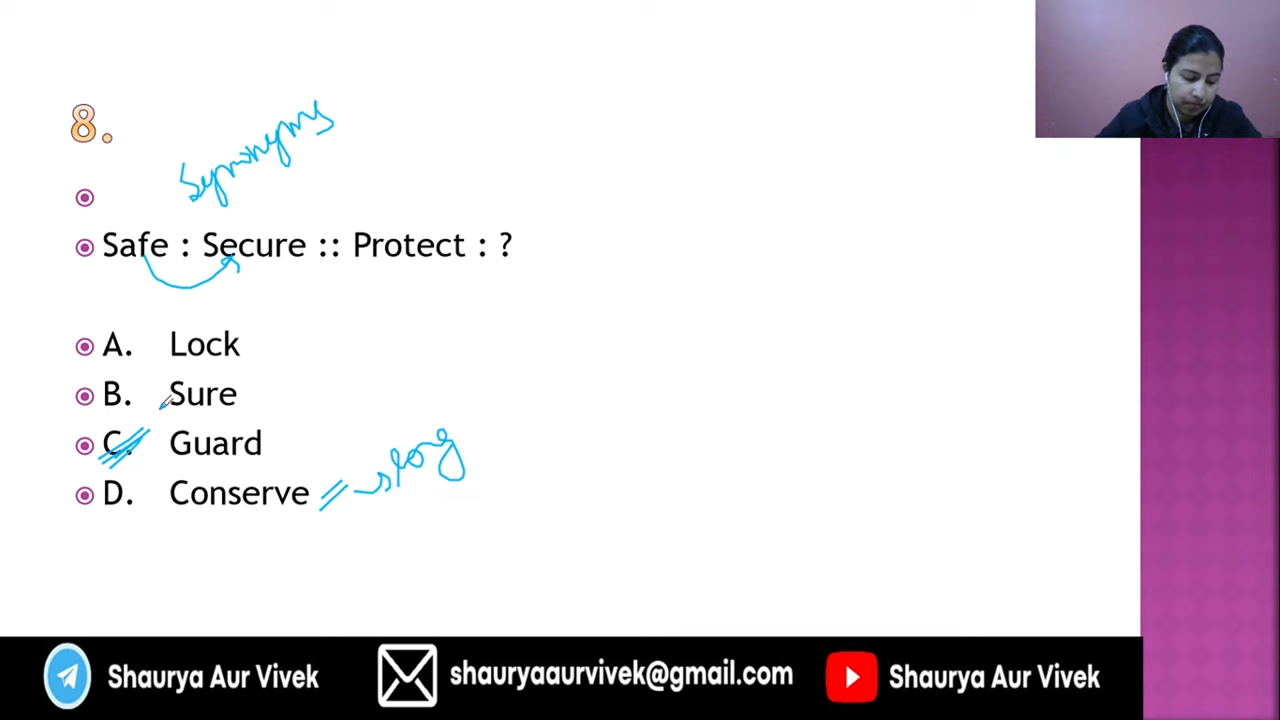 8.
Synonyms
Safe : Secure :: Protect : ?
A. Lock
B. Sure
C. Guard
D. Conserve
Shaurya Aur Vivek
shauryaaurvivek@gmail.com
Shaurya Aur Vivek